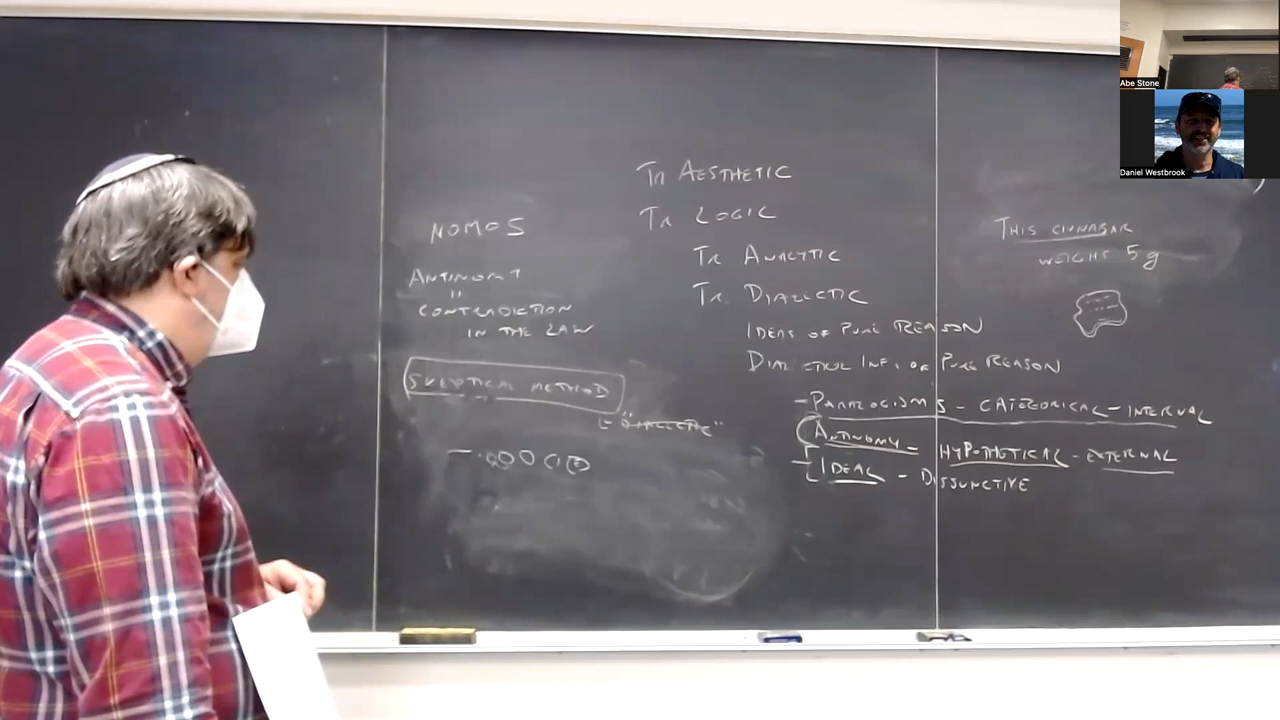 Abe Stone
Daniel Westbrook
NOMOS
ANTINOMY
"
CONTRADICTION
IN THE LAW
SKEPTICAL METHOD
"DIALECTIC"
Tr AESTHETIC
Tr LOGIC
Tr ANALYTIC
Tr. DIALECTIC
IDEAS OF PURE REASON
INF. OF PURE REASON
- PARALOGISMS - CATEGORICAL - INTERNAL
ANTINOMY - HYPOTHETICAL - EXTERNAL
- IDEAL - DISJUNCTIVE
THIS CINNABAR
WEIGHS 5 g